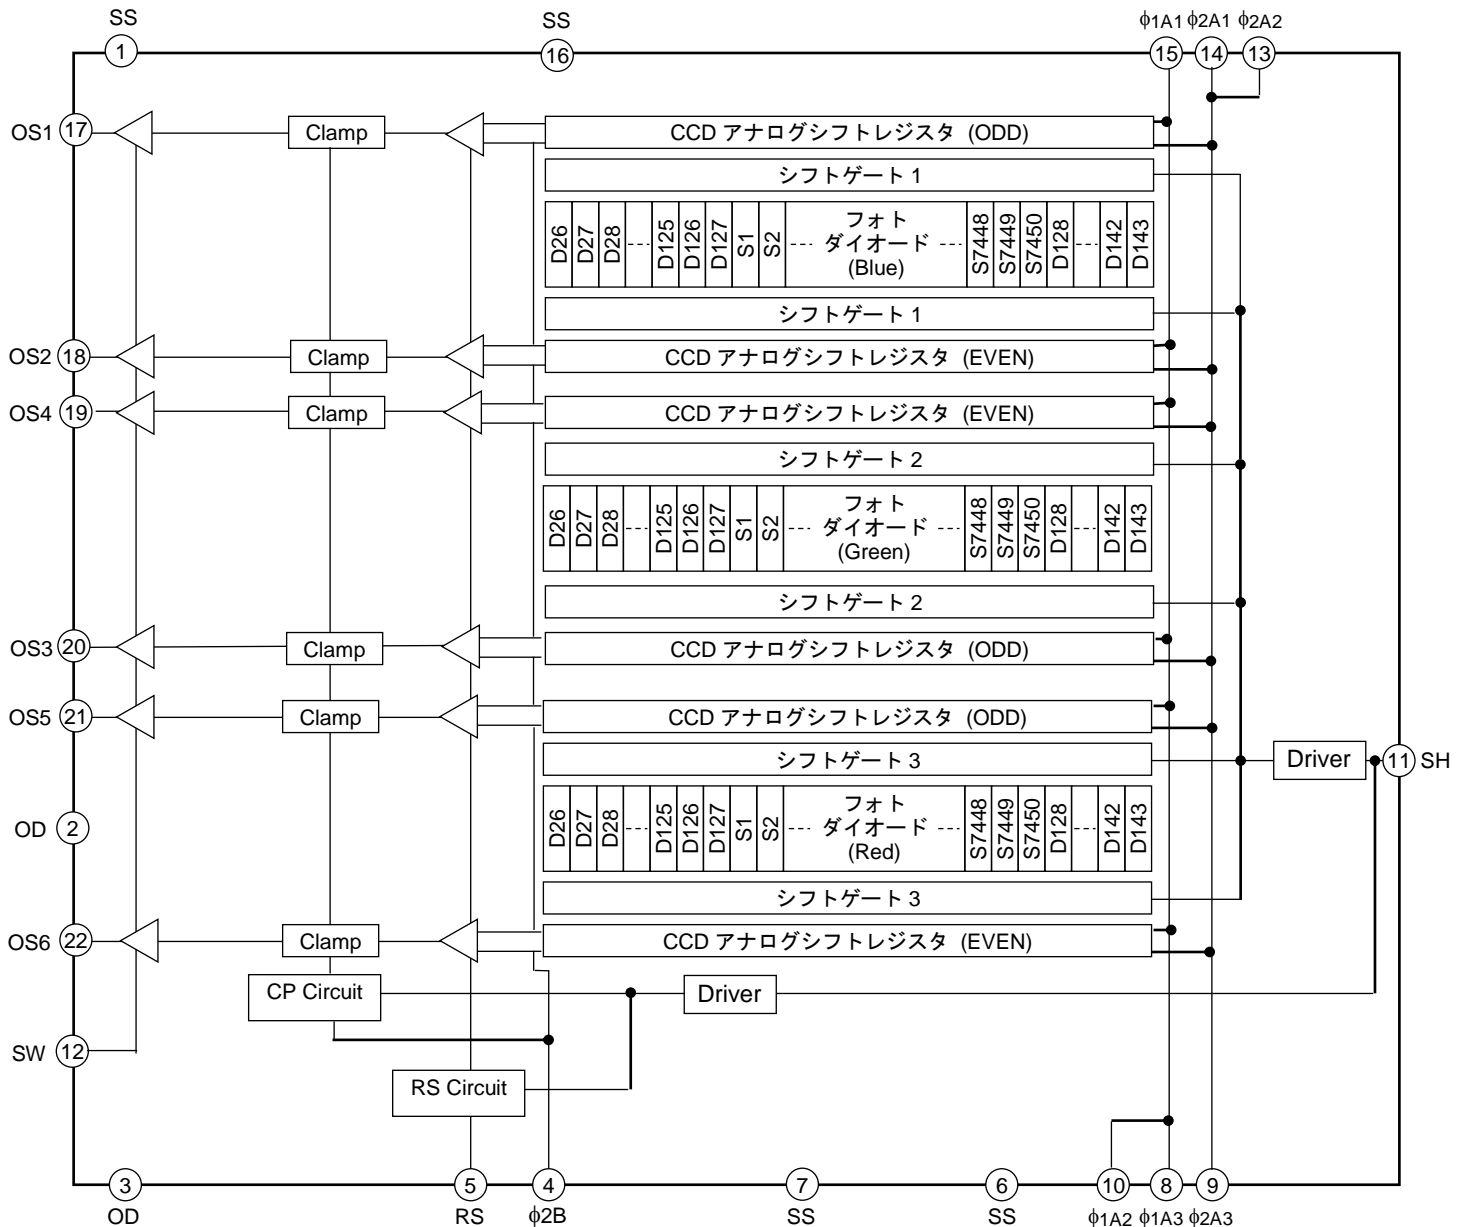 SS
SS
ϕ1A1 ϕ2A1 ϕ2A2
1
16
15
14
13
OS1
17
Clamp
CCD アナログシフトレジスタ (ODD)
シフトゲート 1
D26
D27
D28
----
D125
D126
D127
S1
S2
---- フォトダイオード ----
(Blue)
S7448
S7449
S7450
D128
----
D142
D143
シフトゲート 1
OS2
18
Clamp
CCD アナログシフトレジスタ (EVEN)
OS4
19
Clamp
CCD アナログシフトレジスタ (EVEN)
シフトゲート 2
D26
D27
D28
----
D125
D126
D127
S1
S2
---- フォトダイオード ----
(Green)
S7448
S7449
S7450
D128
----
D142
D143
シフトゲート 2
OS3
20
Clamp
CCD アナログシフトレジスタ (ODD)
OS5
21
Clamp
CCD アナログシフトレジスタ (ODD)
シフトゲート 3
Driver
11
SH
D26
D27
D28
----
D125
D126
D127
S1
S2
---- フォトダイオード ----
(Red)
S7448
S7449
S7450
D128
----
D142
D143
OD
2
シフトゲート 3
OS6
22
Clamp
CCD アナログシフトレジスタ (EVEN)
CP Circuit
Driver
SW
12
RS Circuit
3
5
4
7
6
10
8
9
OD
RS
ϕ2B
SS
SS
ϕ1A2 ϕ1A3 ϕ2A3